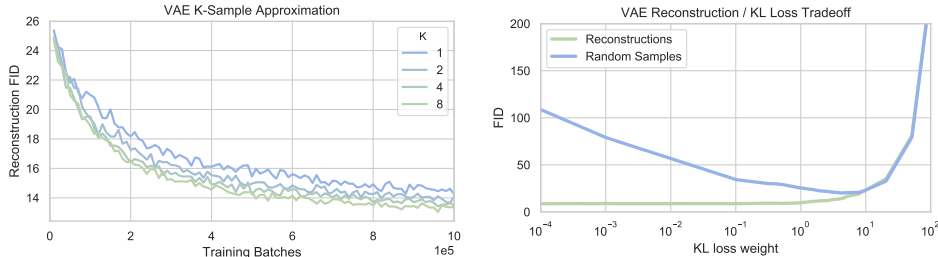 VAE K-Sample Approximation
Reconstruction FID
26
24
22
20
18
16
14
K
1
2
4
8
0
2
4
6
8
10
1e5
Training Batches
VAE Reconstruction / KL Loss Tradeoff
FID
200
150
100
50
0
Reconstructions
Random Samples
10⁻⁴
10⁻³
10⁻²
10⁻¹
10⁰
10¹
10²
KL loss weight